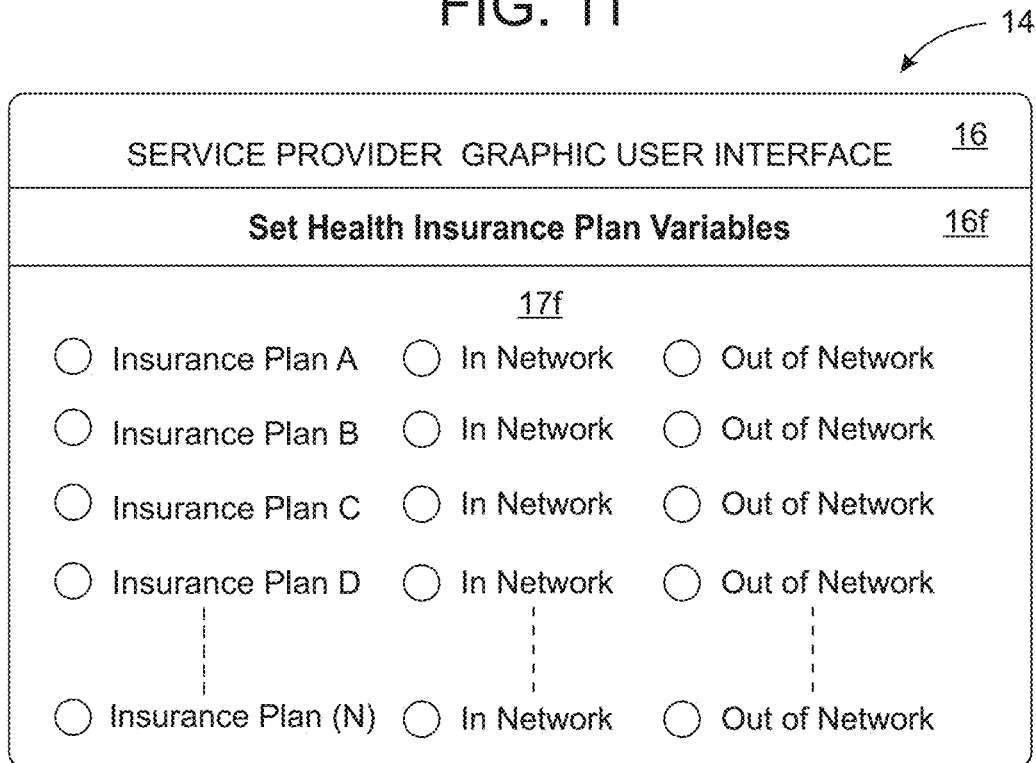 FIG. 11
14
SERVICE PROVIDER GRAPHIC USER INTERFACE 16
Set Health Insurance Plan Variables 16f
17f
Insurance Plan A In Network Out of Network
Insurance Plan B In Network Out of Network
Insurance Plan C In Network Out of Network
Insurance Plan D In Network Out of Network
Insurance Plan (N) In Network Out of Network